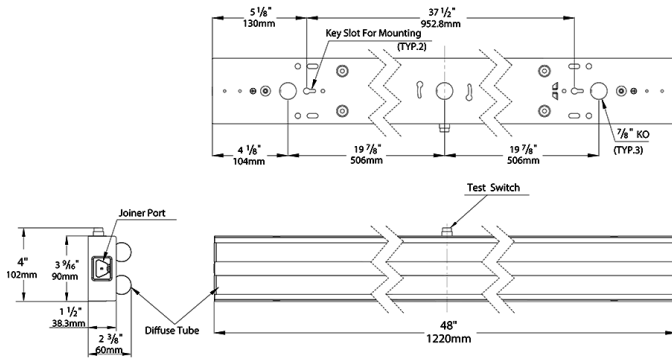 5 1/8"
130mm
37 1/2"
952.8mm
Key Slot For Mounting
(TYP.2)
4 1/8"
104mm
19 7/8"
506mm
19 7/8"
506mm
7/8" KO
(TYP.3)
Test Switch
Joiner Port
4"
102mm
3 9/16"
90mm
1 1/2"
38.3mm
2 3/8"
60mm
Diffuse Tube
48"
1220mm